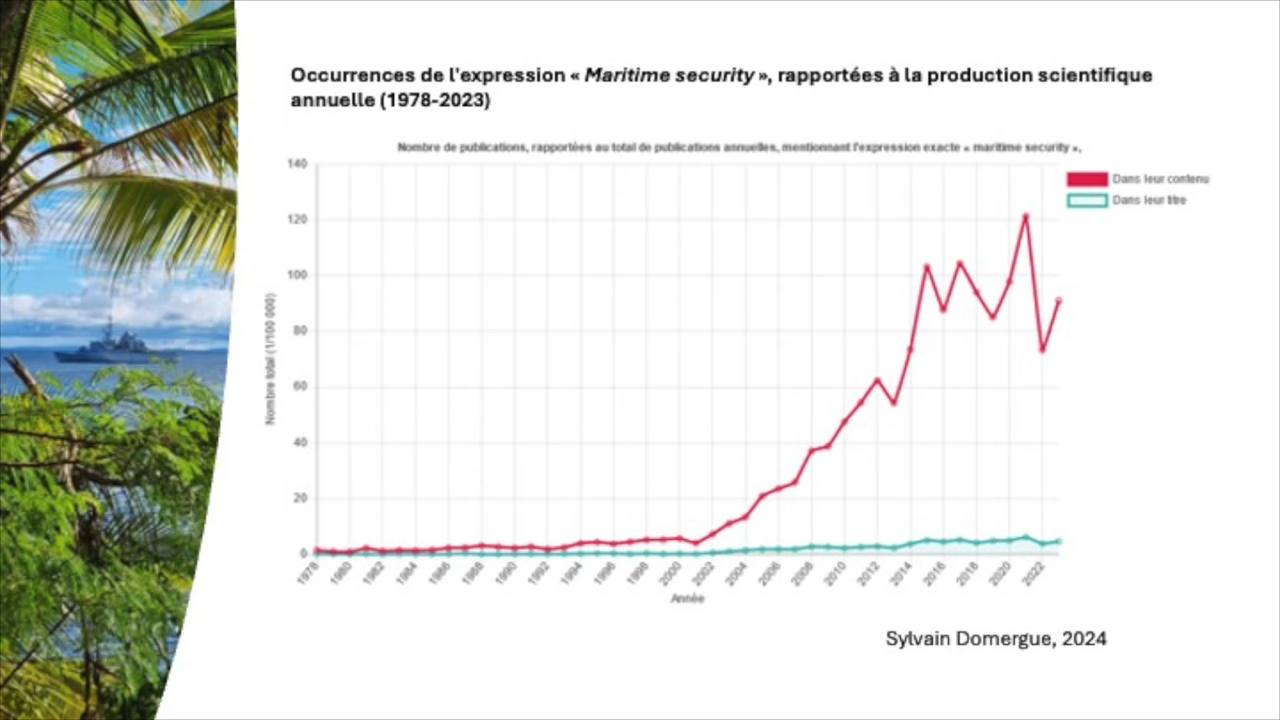 Occurrences de l'expression « Maritime security », rapportées à la production scientifique
annuelle (1978-2023)
Nombre de publications, rapportées au total de publications annuelles, mentionnant l'expression exacte « maritime security »,
Dans leur contenu
Dans leur titre
Nombre total (1/100 000)
140
120
100
80
60
40
20
0
1978 1980 1982 1984 1986 1988 1990 1992 1994 1996 1998 2000 2002 2004 2006 2008 2010 2012 2014 2016 2018 2020 2022
Année
Sylvain Domergue, 2024